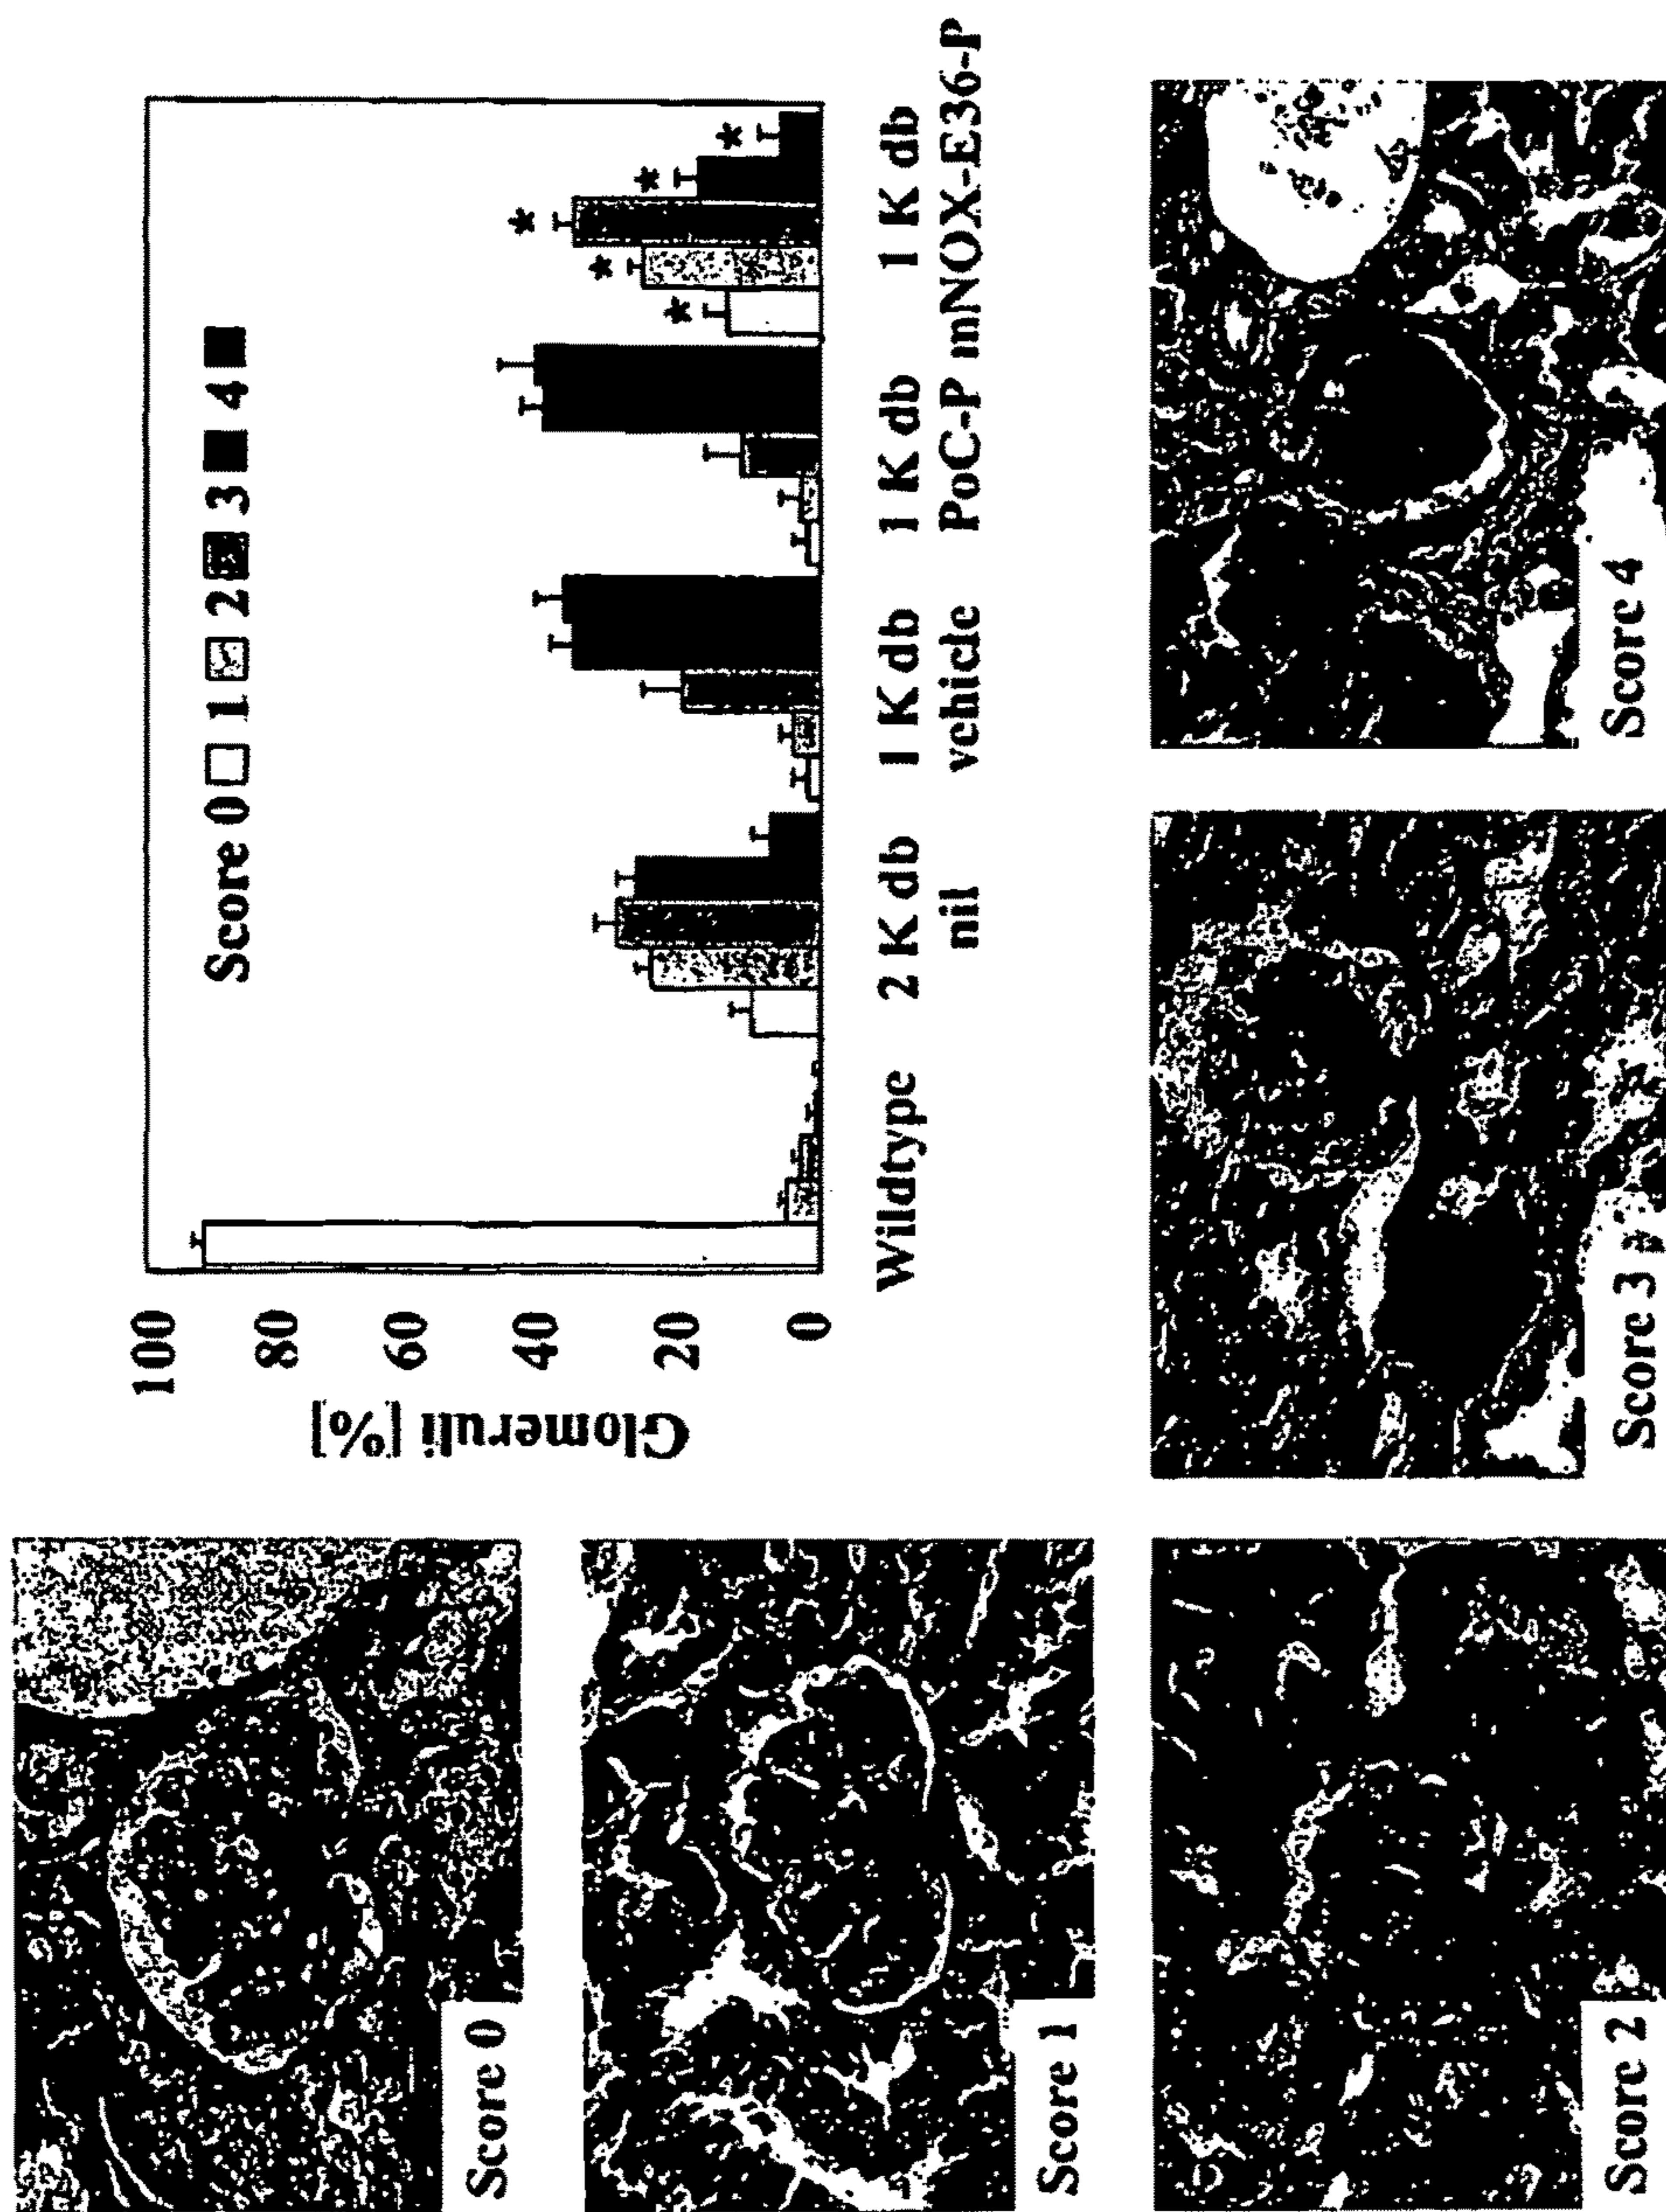 Score 0
Score 1
Score 2
Score 3
Score 4
Glomeruli [%]
100
80
60
40
20
0
Score 0 1 2 3 4
* * * * *
Wildtype 2 K db 1 K db 1 K db 1 K db
nil vehicle PoC-P mNOX-E36-P